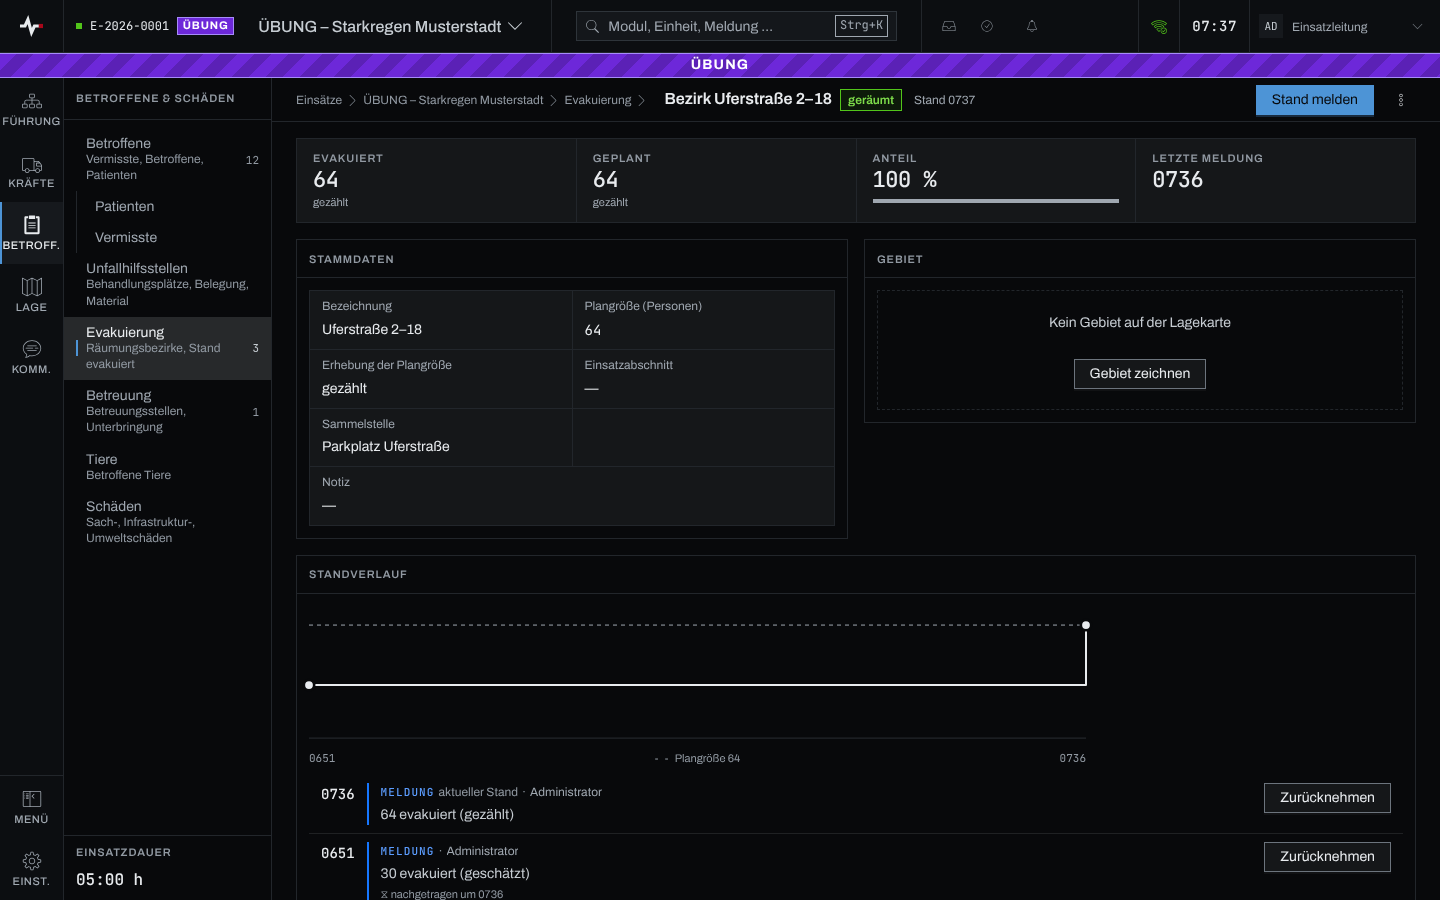 E-2026-0001 ÜBUNG ÜBUNG – Starkregen Musterstadt
Modul, Einheit, Meldung ... Strg+K
07:37 AD Einsatzleitung
ÜBUNG
FÜHRUNG
KRÄFTE
BETROFF.
LAGE
KOMM.
MENÜ
EINST.
BETROFFENE & SCHÄDEN
Betroffene
Vermisste, Betroffene, 12
Patienten
Patienten
Vermisste
Unfallhilfsstellen
Behandlungsplätze, Belegung,
Material
Evakuierung
Räumungsbezirke, Stand 3
evakuiert
Betreuung
Betreuungsstellen, 1
Unterbringung
Tiere
Betroffene Tiere
Schäden
Sach-, Infrastruktur-,
Umweltschäden
EINSATZDAUER
05:00 h
Einsätze ÜBUNG – Starkregen Musterstadt Evakuierung Bezirk Uferstraße 2–18 geräumt Stand 0737 Stand melden
EVAKUIERT
64
gezählt
GEPLANT
64
gezählt
ANTEIL
100 %
LETZTE MELDUNG
0736
STAMMDATEN
Bezeichnung
Uferstraße 2–18
Plangröße (Personen)
64
Erhebung der Plangröße
gezählt
Einsatzabschnitt
—
Sammelstelle
Parkplatz Uferstraße
Notiz
—
GEBIET
Kein Gebiet auf der Lagekarte
Gebiet zeichnen
STANDVERLAUF
0651 - - Plangröße 64 0736
0736 MELDUNG aktueller Stand · Administrator Zurücknehmen
64 evakuiert (gezählt)
0651 MELDUNG · Administrator Zurücknehmen
30 evakuiert (geschätzt)
⧖ nachgetragen um 0736